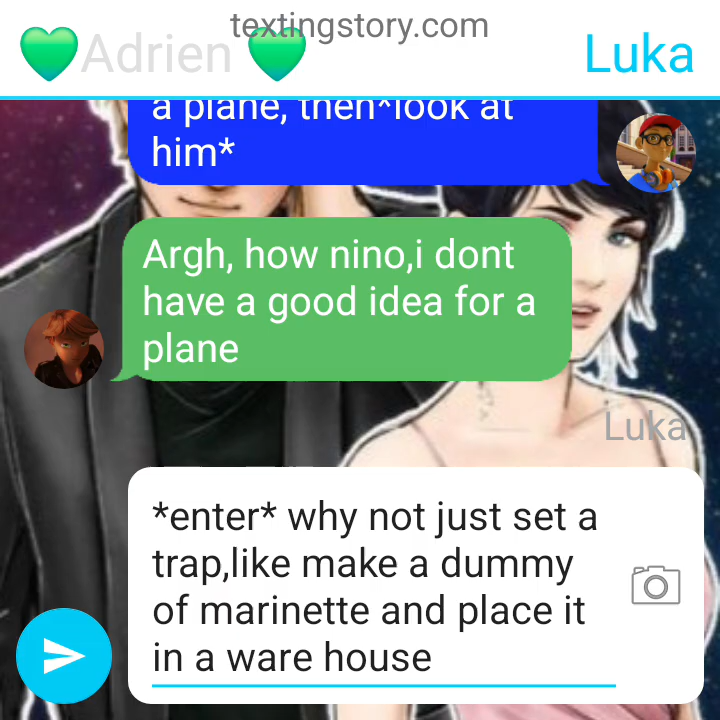 textingstory.com
💚Adrien 💚
Luka
a plane, then*look at
him*
Argh, how nino,i dont
have a good idea for a
plane
Luka
*enter* why not just set a
trap,like make a dummy
of marinette and place it
in a ware house